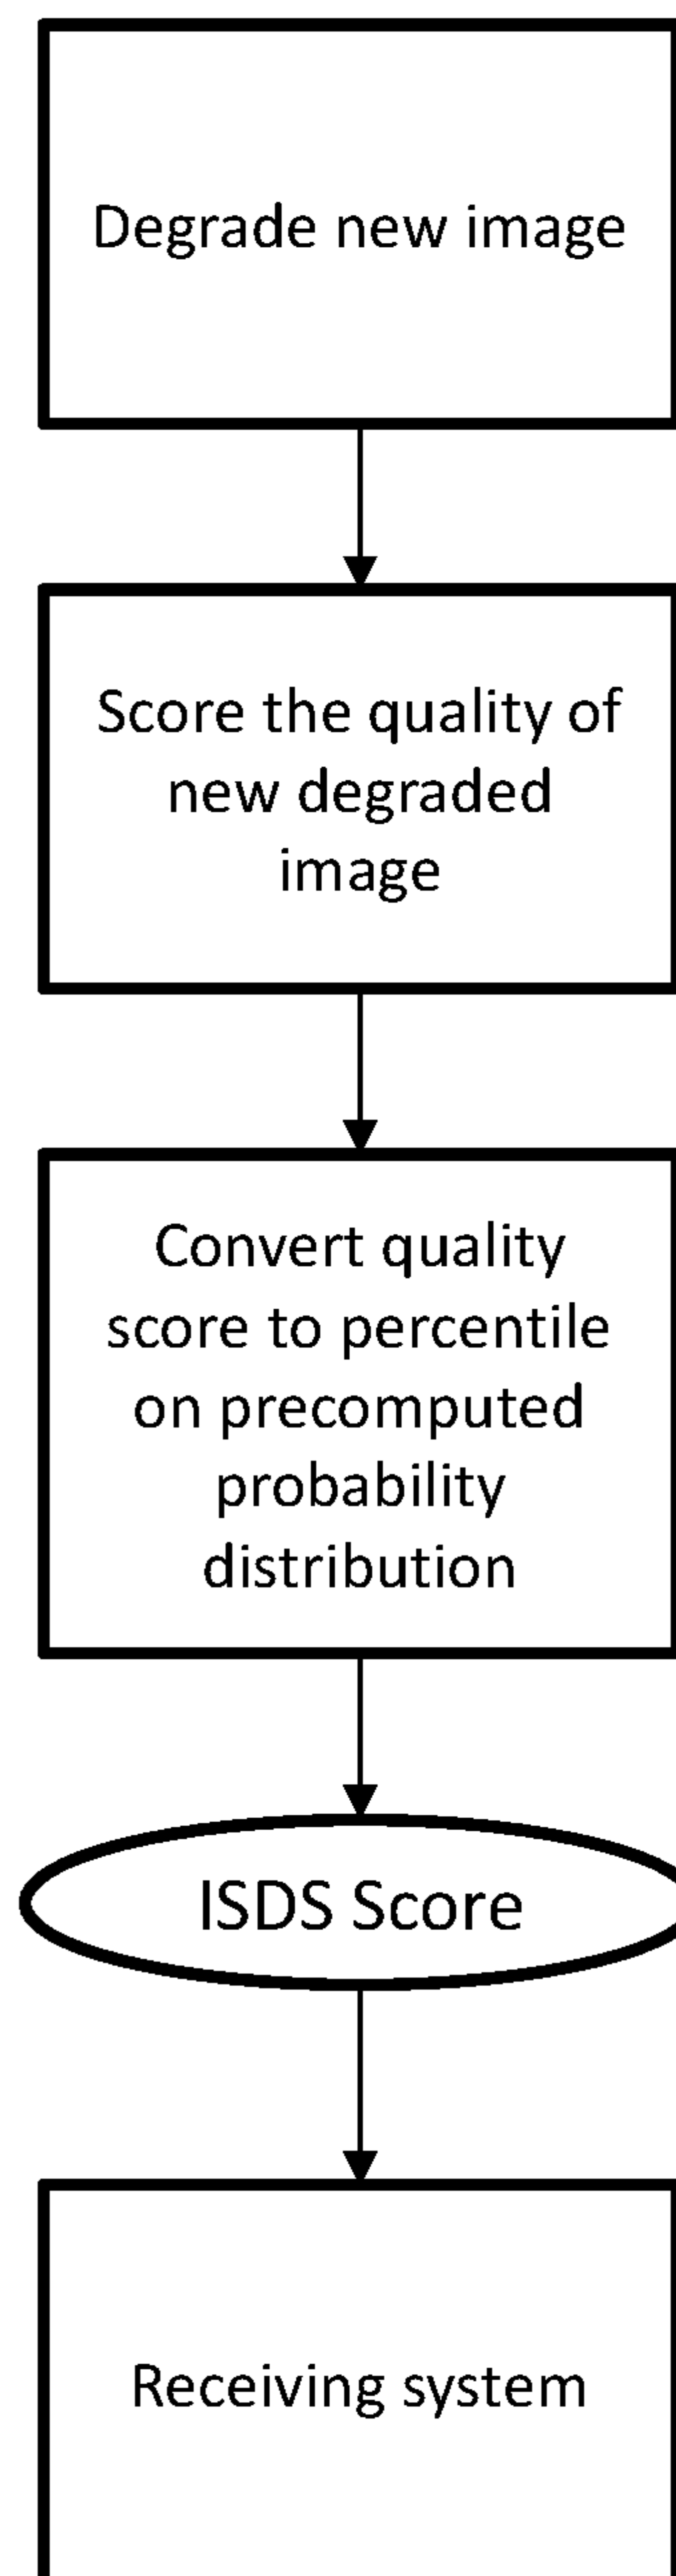 Degrade new image
Score the quality of
new degraded
image
Convert quality
score to percentile
on precomputed
probability
distribution
ISDS Score
Receiving system